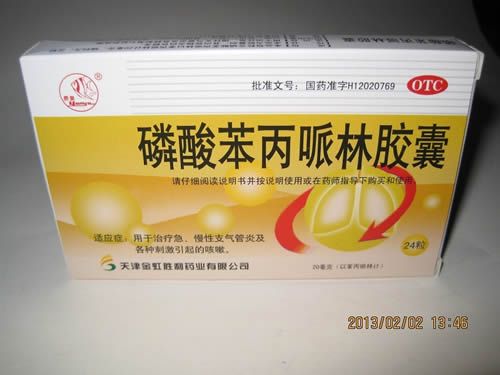 批准文号：国药准字H12020769
OTC
磷酸苯丙哌林胶囊
请仔细阅读说明书并按说明使用或在药师指导下购买和使用
适应症：用于治疗急、慢性支气管炎及
各种刺激引起的咳嗽。
24粒
天津金虹胜利药业有限公司
20毫克（以苯丙哌林计）
2013/02/02 13:46